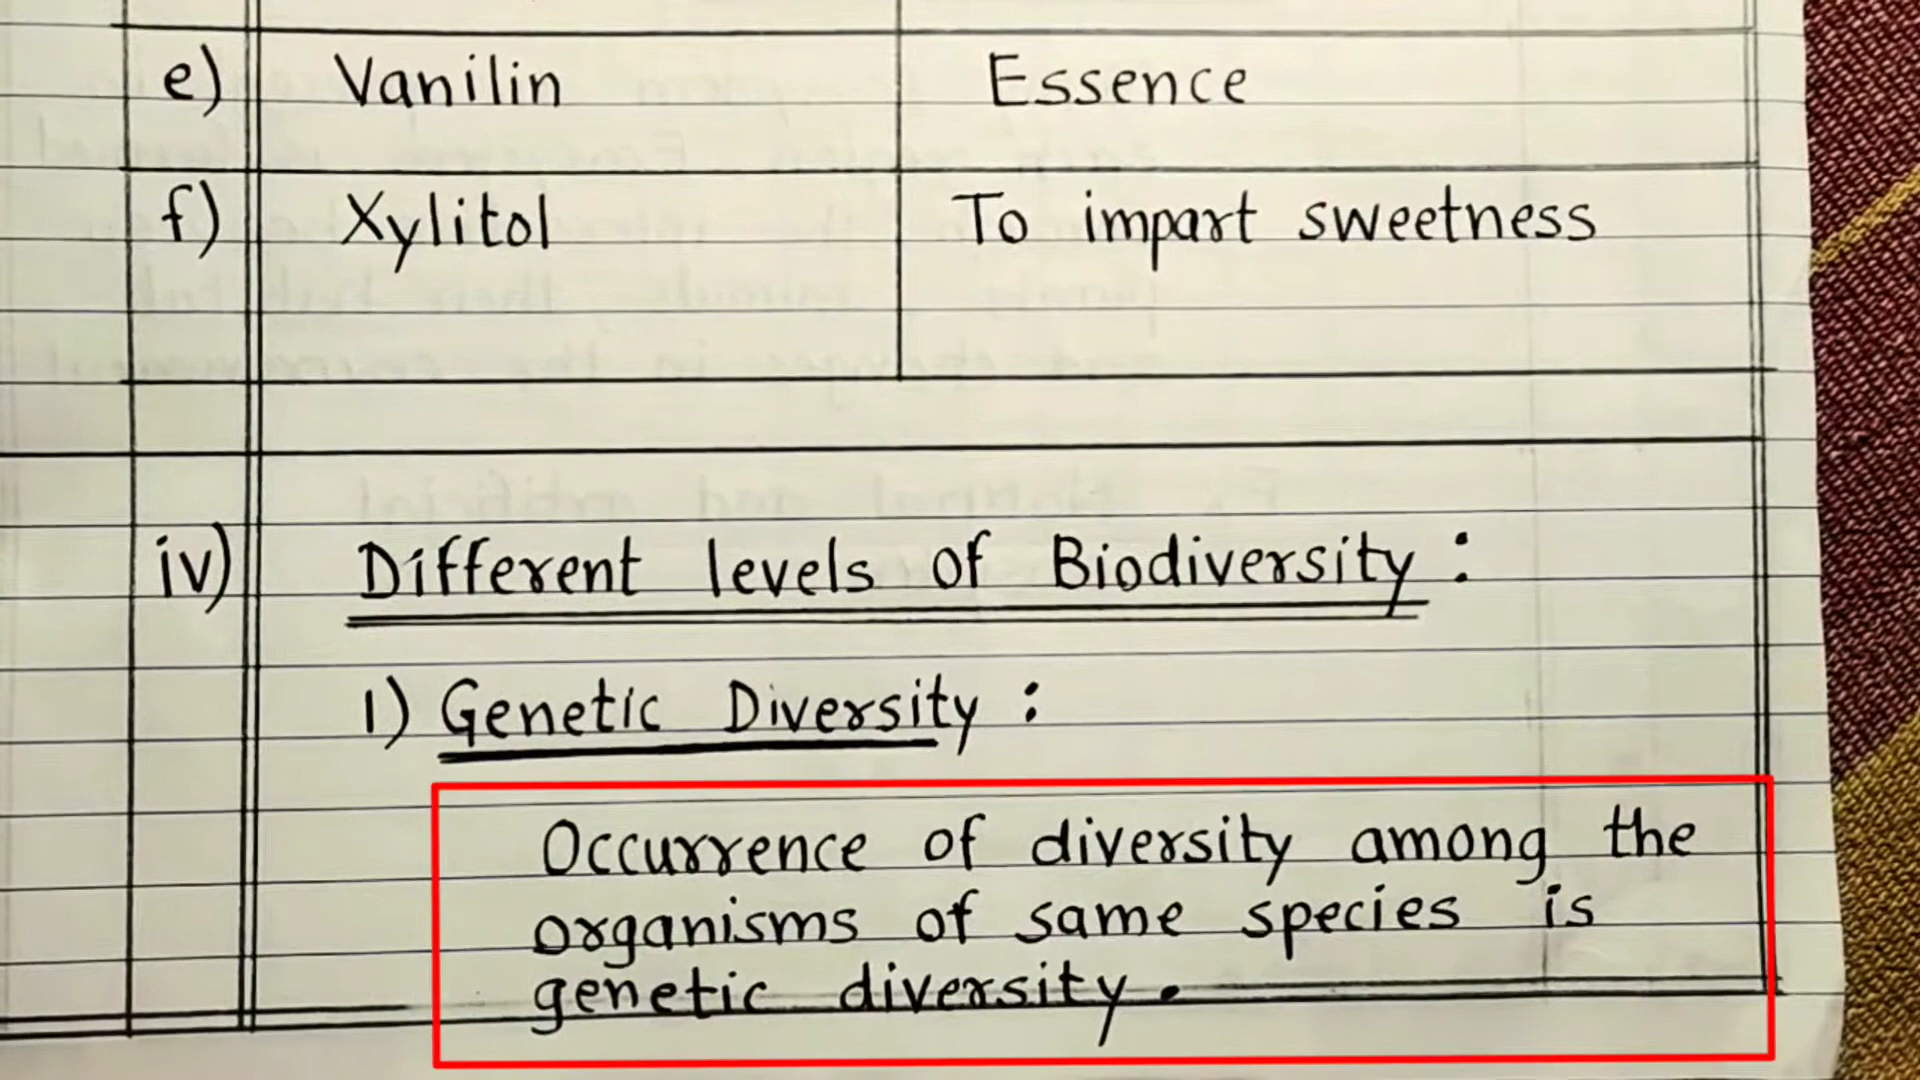 e) Vanilin Essence
f) Xylitol To impart sweetness
iv) Different levels of Biodiversity :
1) Genetic Diversity :
Occurrence of diversity among the
organisms of same species is
genetic diversity.